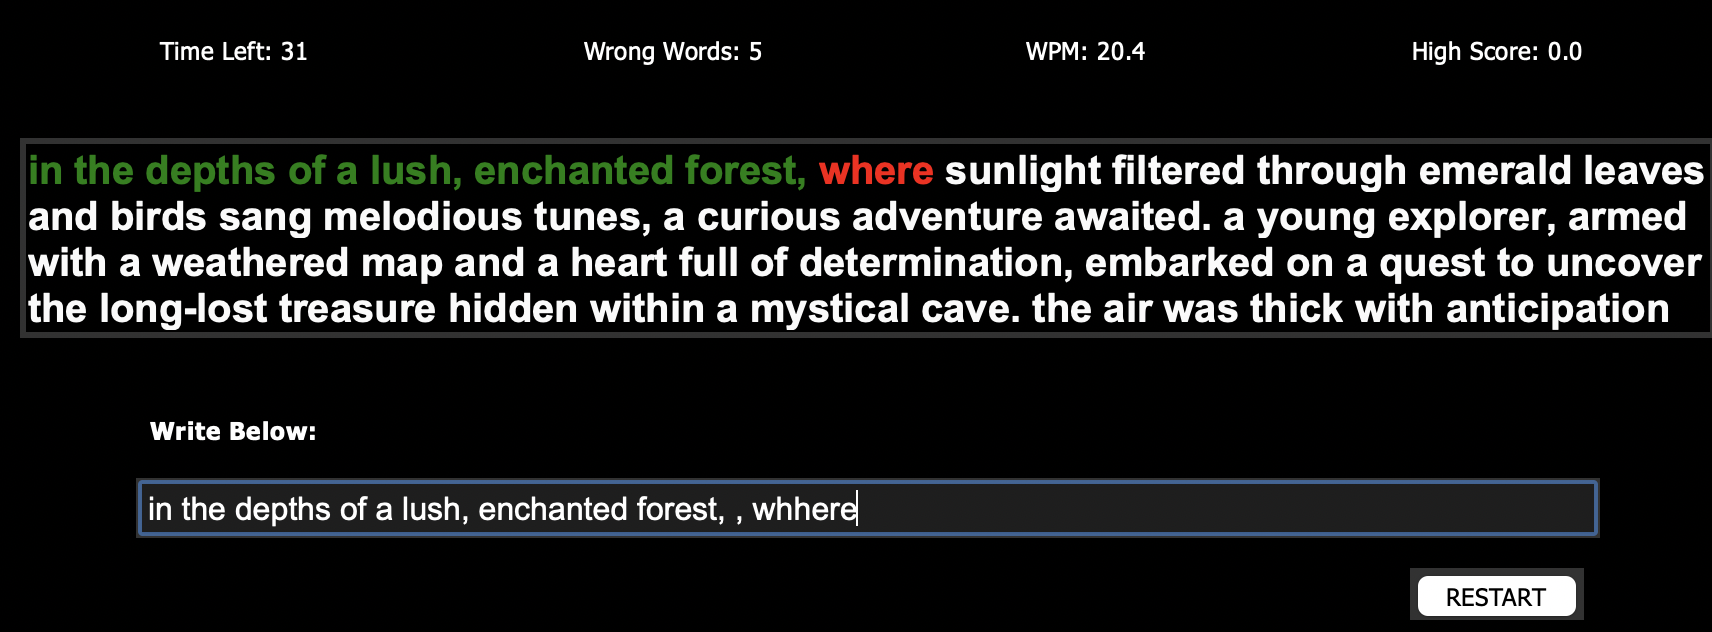 Time Left: 31 Wrong Words: 5 WPM: 20.4 High Score: 0.0
in the depths of a lush, enchanted forest, where sunlight filtered through emerald leaves
and birds sang melodious tunes, a curious adventure awaited. a young explorer, armed
with a weathered map and a heart full of determination, embarked on a quest to uncover
the long-lost treasure hidden within a mystical cave. the air was thick with anticipation
Write Below:
in the depths of a lush, enchanted forest, , whhere
RESTART